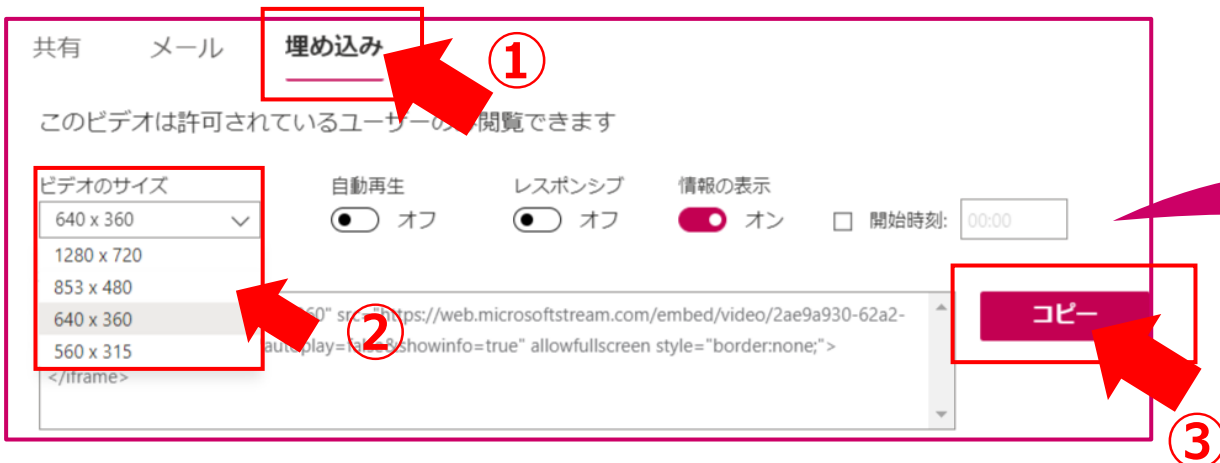 共有 メール 埋め込み ①
このビデオは許可されているユーザーの 閲覧できます
ビデオのサイズ 自動再生 レスポンシブ 情報の表示
640 x 360 オフ オフ オン 開始時刻: 00:00
1280 x 720
853 x 480
640 x 360 60" src="https://web.microsoftstream.com/embed/video/2ae9a930-62a2- コピー
②
560 x 315 autoplay=false&showinfo=true" allowfullscreen style="border:none;">
</iframe>
③